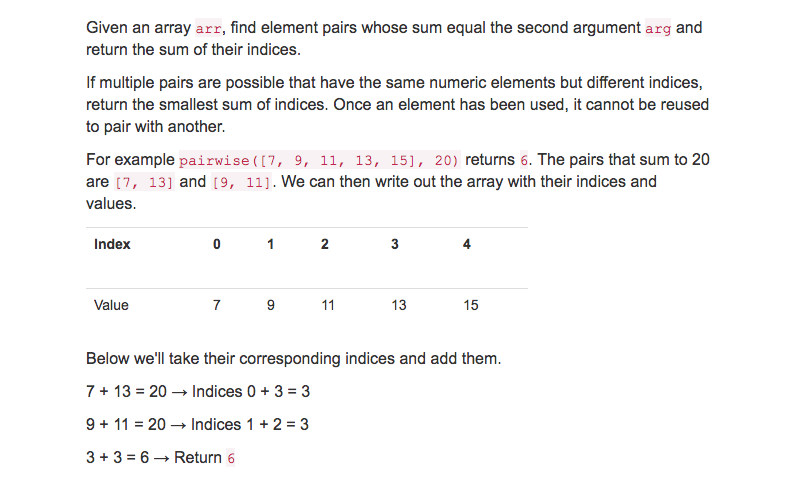 Given an array arr, find element pairs whose sum equal the second argument arg and
return the sum of their indices.
If multiple pairs are possible that have the same numeric elements but different indices,
return the smallest sum of indices. Once an element has been used, it cannot be reused
to pair with another.
For example pairwise([7, 9, 11, 13, 15], 20) returns 6. The pairs that sum to 20
are [7, 13] and [9, 11]. We can then write out the array with their indices and
values.
Index 0 1 2 3 4
Value 7 9 11 13 15
Below we'll take their corresponding indices and add them.
7 + 13 = 20 → Indices 0 + 3 = 3
9 + 11 = 20 → Indices 1 + 2 = 3
3 + 3 = 6 → Return 6